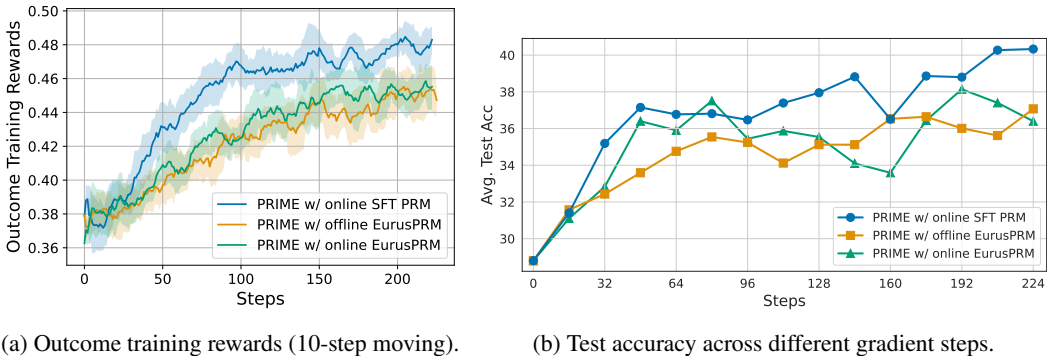 0.50
0.48
0.46
0.44
0.42
0.40
0.38
0.36
Outcome Training Rewards
0
50
100
150
200
Steps
PRIME w/ online SFT PRM
PRIME w/ offline EurusPRM
PRIME w/ online EurusPRM
(a) Outcome training rewards (10-step moving).
40
38
36
34
32
30
Avg. Test Acc
0
32
64
96
128
160
192
224
Steps
PRIME w/ online SFT PRM
PRIME w/ offline EurusPRM
PRIME w/ online EurusPRM
(b) Test accuracy across different gradient steps.